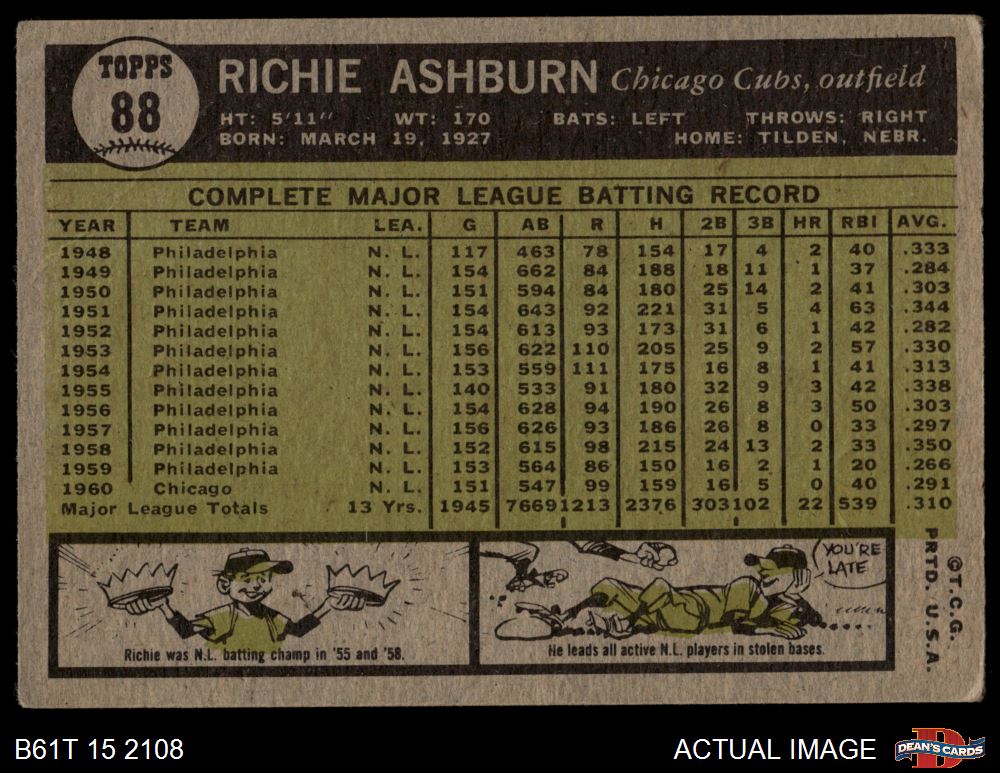 TOPPS
88
RICHIE ASHBURN Chicago Cubs, outfield
HT: 5'11" WT: 170 BATS: LEFT THROWS: RIGHT
BORN: MARCH 19, 1927 HOME: TILDEN, NEBR.
COMPLETE MAJOR LEAGUE BATTING RECORD
YEAR TEAM LEA. G AB R H 2B 3B HR RBI AVG.
1948 Philadelphia N. L. 117 463 78 154 17 4 2 40 .333
1949 Philadelphia N. L. 154 662 84 188 18 11 1 37 .284
1950 Philadelphia N. L. 151 594 84 180 25 14 2 41 .303
1951 Philadelphia N. L. 154 643 92 221 31 5 4 63 .344
1952 Philadelphia N. L. 154 613 93 173 31 6 1 42 .282
1953 Philadelphia N. L. 156 622 110 205 25 9 2 57 .330
1954 Philadelphia N. L. 153 559 111 175 16 8 1 41 .313
1955 Philadelphia N. L. 140 533 91 180 32 9 3 42 .338
1956 Philadelphia N. L. 154 628 94 190 26 8 3 50 .303
1957 Philadelphia N. L. 156 626 93 186 26 8 0 33 .297
1958 Philadelphia N. L. 152 615 98 215 24 13 2 33 .350
1959 Philadelphia N. L. 153 564 86 150 16 2 1 20 .266
1960 Chicago N. L. 151 547 99 159 16 5 0 40 .291
Major League Totals 13 Yrs. 1945 7669 1213 2376 303 102 22 539 .310
YOU'RE
LATE
Richie was N.L. batting champ in '55 and '58.
He leads all active N.L. players in stolen bases.
©T.C.G.
PRTD. U.S.A.
B61T 15 2108
ACTUAL IMAGE
D
DEAN'S CARDS